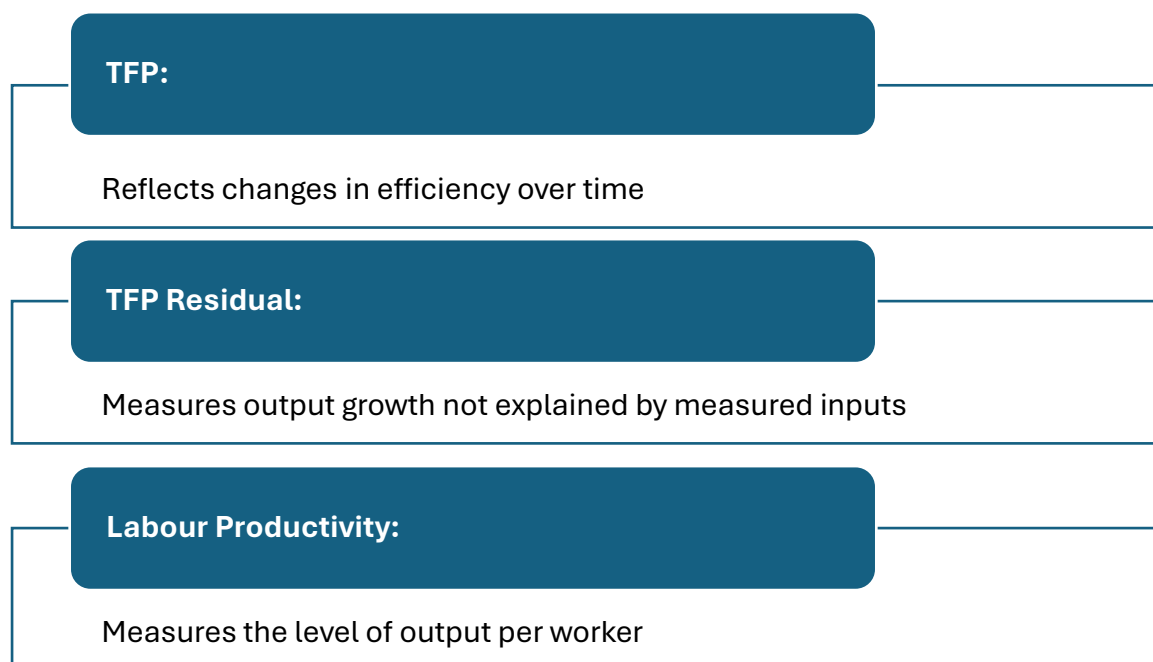 TFP:
Reflects changes in efficiency over time
TFP Residual:
Measures output growth not explained by measured inputs
Labour Productivity:
Measures the level of output per worker